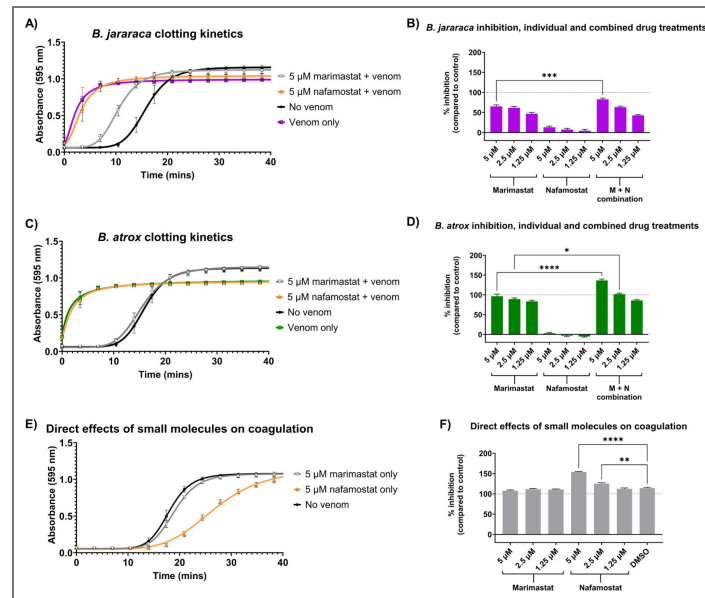 A)
B. jararaca clotting kinetics
Absorbance (595 nm)
1.5
1.0
0.5
0.0
0 10 20 30 40
Time (mins)
5 µM marimastat + venom
5 µM nafamostat + venom
No venom
Venom only
B)
B. jararaca inhibition, individual and combined drug treatments
% inhibition
(compared to control)
200
150
100
50
0
***
5 µM 2.5 µM 1.25 µM 5 µM 2.5 µM 1.25 µM 5 µM 2.5 µM 1.25 µM
Marimastat Nafamostat M + N
combination
C)
B. atrox clotting kinetics
Absorbance (595 nm)
1.5
1.0
0.5
0.0
0 10 20 30 40
Time (mins)
5 µM marimastat + venom
5 µM nafamostat + venom
No venom
Venom only
D)
B. atrox inhibition, individual and combined drug treatments
% inhibition
(compared to control)
200
150
100
50
0
*
****
5 µM 2.5 µM 1.25 µM 5 µM 2.5 µM 1.25 µM 5 µM 2.5 µM 1.25 µM
Marimastat Nafamostat M + N
combination
E)
Direct effects of small molecules on coagulation
Absorbance (595 nm)
1.5
1.0
0.5
0.0
0 10 20 30 40
Time (mins)
5 µM marimastat only
5 µM nafamostat only
No venom
F)
Direct effects of small molecules on coagulation
% inhibition
(compared to control)
200
150
100
50
0
****
**
5 µM 2.5 µM 1.25 µM 5 µM 2.5 µM 1.25 µM DMSO
Marimastat Nafamostat